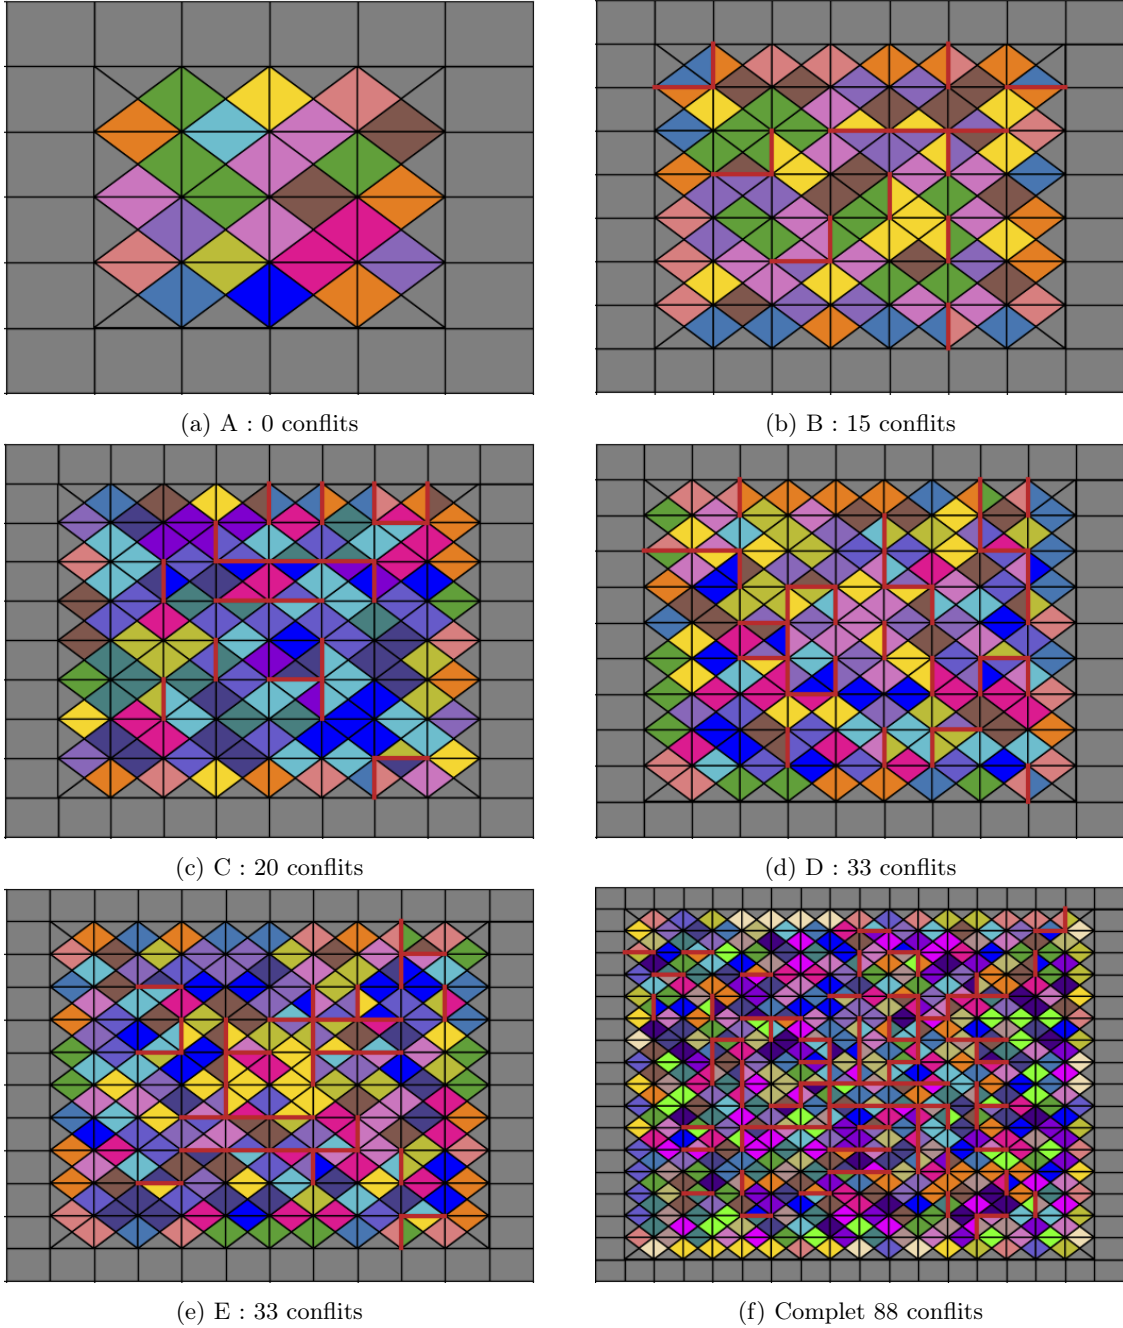 (a) A : 0 conflits
(b) B : 15 conflits
(c) C : 20 conflits
(d) D : 33 conflits
(e) E : 33 conflits
(f) Complet 88 conflits